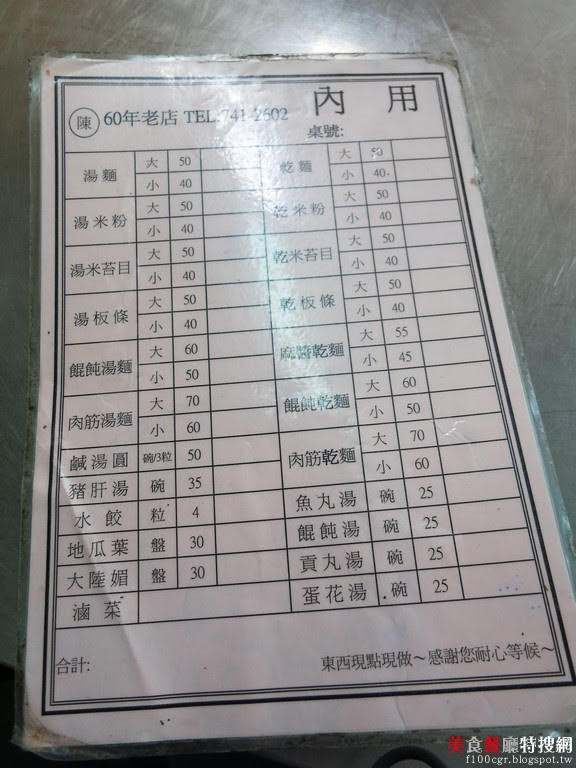 陳 60年老店 TEL:741-2602 內用
桌號:
湯麵 大 50
小 40
湯米粉 大 50
小 40
湯米苔目 大 50
小 40
湯板條 大 50
小 40
餛飩湯麵 大 60
小 50
肉筋湯麵 大 70
小 60
鹹湯圓 碗/3粒 50
豬肝湯 碗 35
水餃 粒 4
地瓜葉 盤 30
大陸媚 盤 30
滷菜
乾麵 大 50
小 40
乾米粉 大 50
小 40
乾米苔目 大 50
小 40
乾板條 大 50
小 40
麻醬乾麵 大 55
小 45
餛飩乾麵 大 60
小 50
肉筋乾麵 大 70
小 60
魚丸湯 碗 25
餛飩湯 碗 25
貢丸湯 碗 25
蛋花湯 碗 25
合計:
東西現點現做～感謝您耐心等候～
美食餐廳特搜網
f100cgr.blogspot.tw